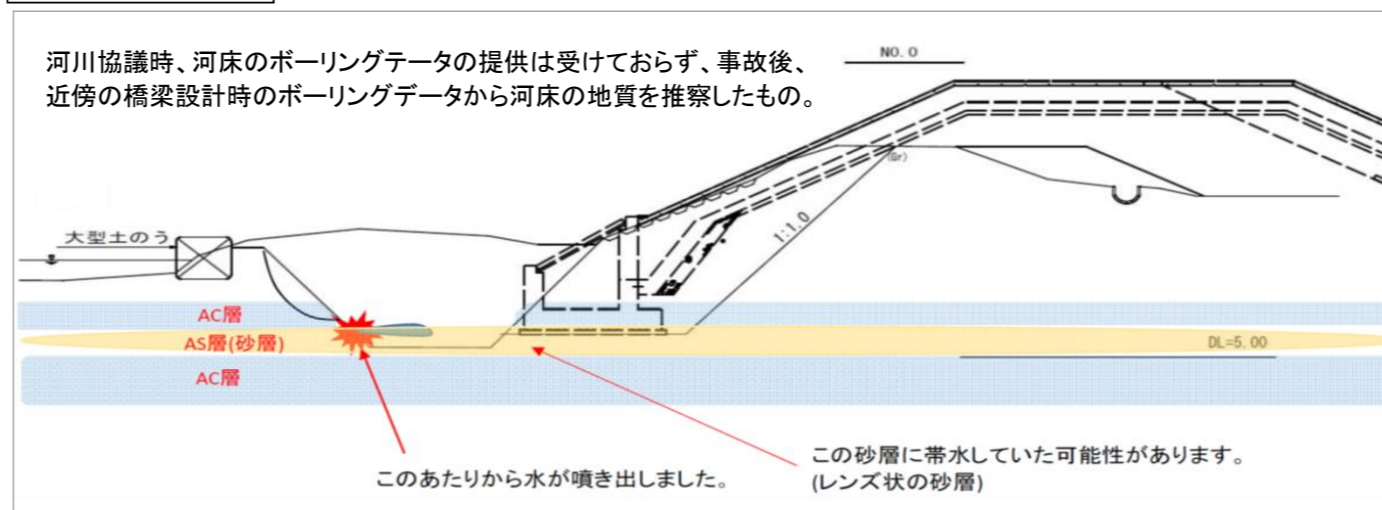 河川協議時、河床のボーリングテータの提供は受けておらず、事故後、
近傍の橋梁設計時のボーリングデータから河床の地質を推察したもの。
NO.0
(Gr)
1:1.0
大型土のう
AC層
AS層(砂層)
DL=5.00
AC層
このあたりから水が噴き出しました。
この砂層に帯水していた可能性があります。
(レンズ状の砂層)